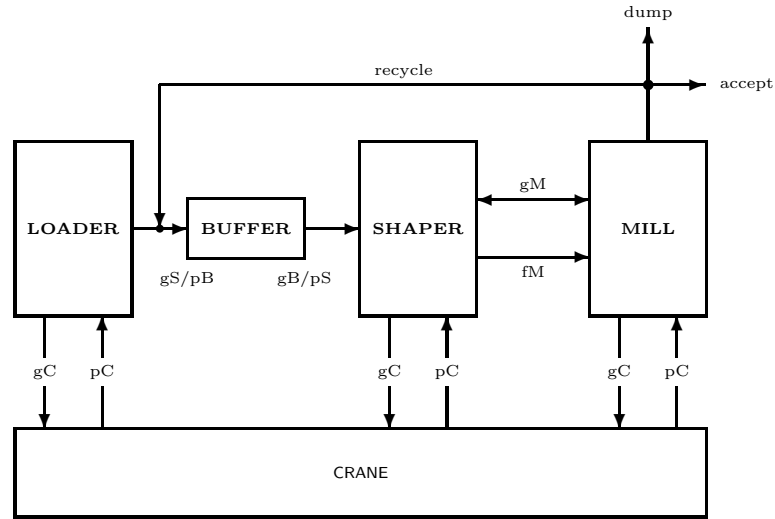 dump
recycle
accept
gM
LOADER
BUFFER
SHAPER
MILL
gS/pB
gB/pS
fM
gC
pC
gC
pC
gC
pC
CRANE